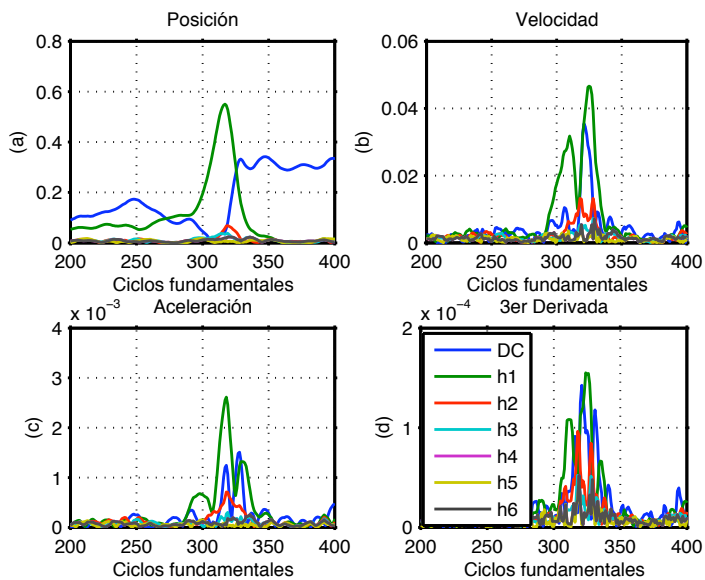 Posición
0.8
0.6
0.4
0.2
0
(a)
200 250 300 350 400
Ciclos fundamentales
Velocidad
0.06
0.04
0.02
0
(b)
200 250 300 350 400
Ciclos fundamentales
Aceleración
x 10⁻³
4
3
2
1
0
(c)
200 250 300 350 400
Ciclos fundamentales
3er Derivada
x 10⁻⁴
2
1
0
(d)
200 250 300 350 400
Ciclos fundamentales
DC
h1
h2
h3
h4
h5
h6